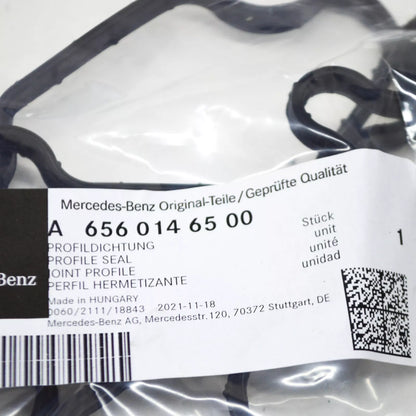 Mercedes-Benz Original-Teile/Geprüfte Qualität
A 656 014 65 00
Stück
unit
unité
unidad
1
PROFILDICHTUNG
PROFILE SEAL
JOINT PROFILE
PERFIL HERMETIZANTE
Benz
Made in HUNGARY
0060/2111/18843 2021-11-18
Mercedes-Benz AG, Mercedesstr.120, 70372 Stuttgart, DE